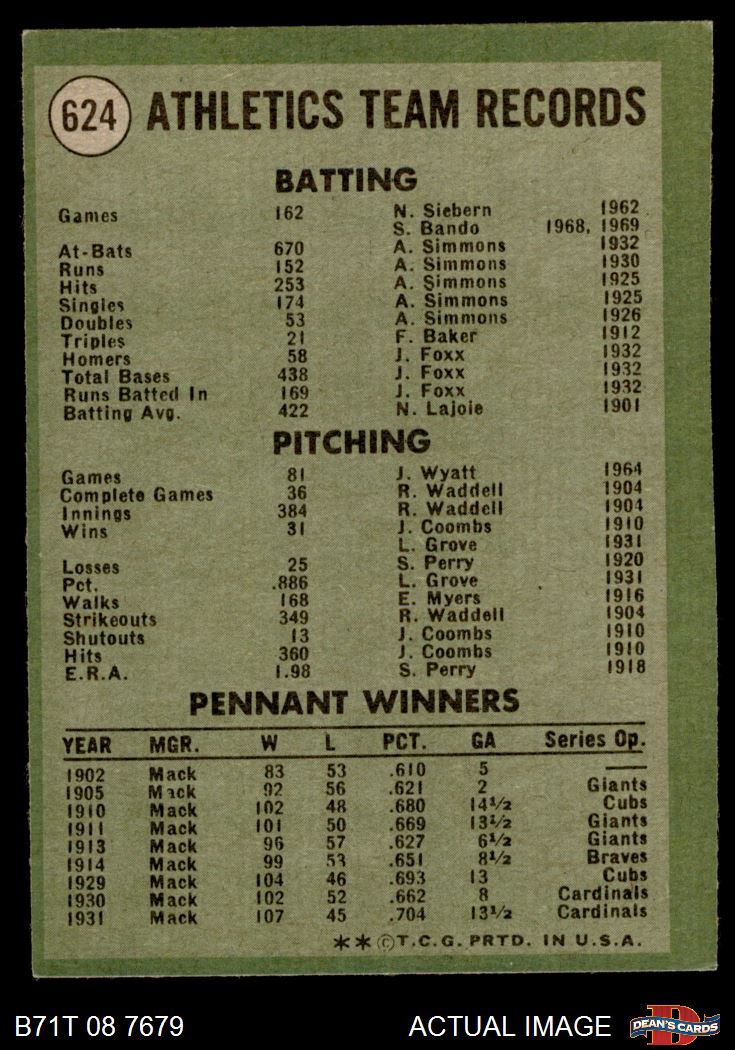 624 ATHLETICS TEAM RECORDS
BATTING
Games 162 N. Siebern 1962
S. Bando 1968, 1969
At-Bats 670 A. Simmons 1932
Runs 152 A. Simmons 1930
Hits 253 A. Simmons 1925
Singles 174 A. Simmons 1925
Doubles 53 A. Simmons 1926
Triples 21 F. Baker 1912
Homers 58 J. Foxx 1932
Total Bases 438 J. Foxx 1932
Runs Batted In 169 J. Foxx 1932
Batting Avg. 422 N. Lajoie 1901
PITCHING
Games 81 J. Wyatt 1964
Complete Games 36 R. Waddell 1904
Innings 384 R. Waddell 1904
Wins 31 J. Coombs 1910
L. Grove 1931
Losses 25 S. Perry 1920
Pct. .886 L. Grove 1931
Walks 168 E. Myers 1916
Strikeouts 349 R. Waddell 1904
Shutouts 13 J. Coombs 1910
Hits 360 J. Coombs 1910
E.R.A. 1.98 S. Perry 1918
PENNANT WINNERS
YEAR MGR. W L PCT. GA Series Op.
1902 Mack 83 53 .610 5 —
1905 Mack 92 56 .621 2 Giants
1910 Mack 102 48 .680 14½ Cubs
1911 Mack 101 50 .669 13½ Giants
1913 Mack 96 57 .627 6½ Giants
1914 Mack 99 53 .651 8½ Braves
1929 Mack 104 46 .693 13 Cubs
1930 Mack 102 52 .662 8 Cardinals
1931 Mack 107 45 .704 13½ Cardinals
**©T.C.G. PRTD. IN U.S.A.
B71T 08 7679 ACTUAL IMAGE DEAN'S CARDS